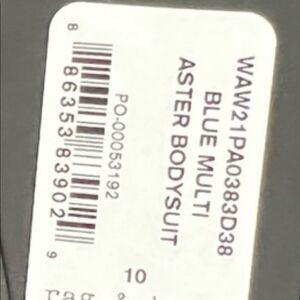 WAW21PA0383D38
BLUE MULTI
ASTER BODYSUIT
PO-00053192
8 86353 83902 9
10